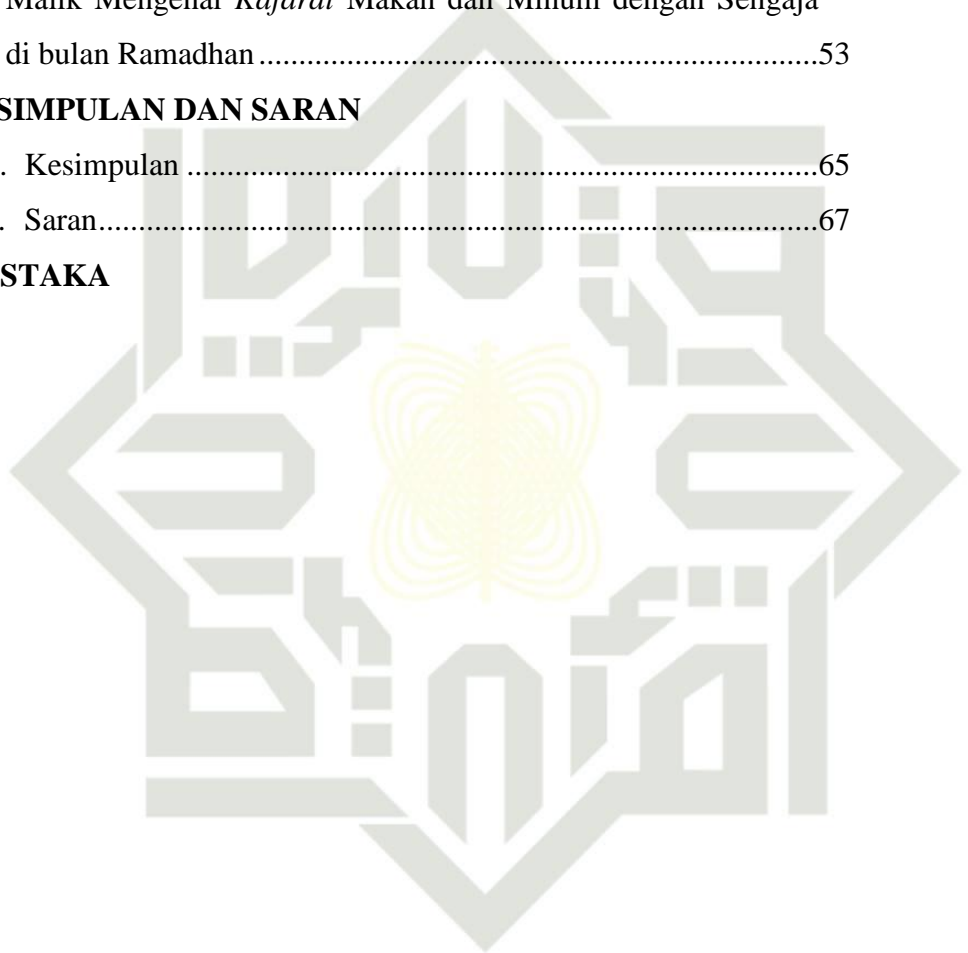 Malik Mengenai Kafarat Makan dan Minum dengan Sengaja
di bulan Ramadhan.......................................................................53
SIMPULAN DAN SARAN
. Kesimpulan ...............................................................................65
. Saran..........................................................................................67
STAKA